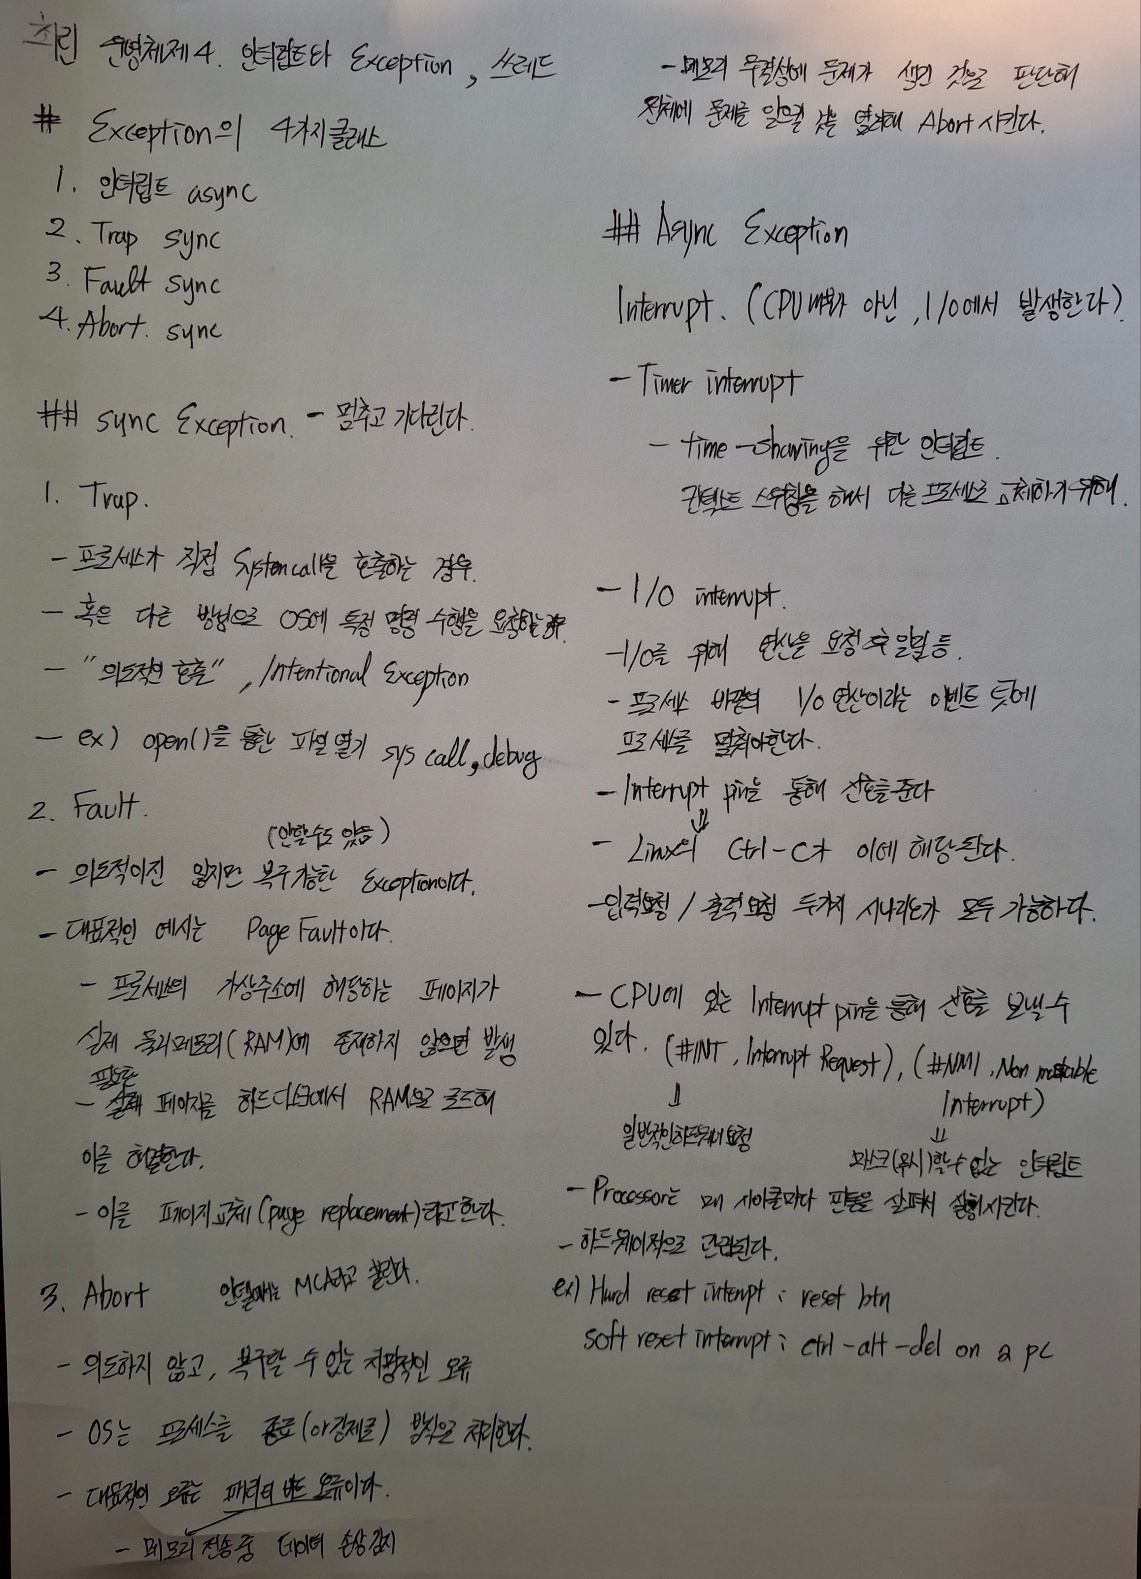 최린 운영체제 4. 인터럽트와 Exception, 쓰레드
# Exception의 4가지 클래스
1. 인터럽트 async
2. Trap sync
3. Fault sync
4. Abort. sync
## sync Exception. - 멈추고 기다린다.
1. Trap.
- 프로세스가 직접 System call을 호출하는 경우.
- 혹은 다른 방법으로 OS에 특정 명령 수행을 요청하는 경우.
- "의도적인 호출", Intentional Exception
- ex) open()을 통한 파일 열기 sys call, debug
2. Fault.
(안할 수도 있음)
- 의도적이진 않지만 복구 가능한 Exception이다.
- 대표적인 예시는 Page Fault이다.
- 프로세스의 가상주소에 해당하는 페이지가
실제 물리메모리(RAM)에 존재하지 않으면 발생
필요한
- 페이지를 하드디스크에서 RAM으로 로드해
이를 해결한다.
- 이를 페이지 교체(page replacement)라고 한다.
3. Abort 인텔에서는 MCA라고 불린다.
- 의도하지 않고, 복구할 수 없는 치명적인 오류
- OS는 프로세스를 종료(or 강제로) 방식으로 처리한다.
- 대표적인 오류는 패리티 비트 오류이다.
- 메모리 전송 중 데이터 손상 감지
- 메모리 무결성에 문제가 생긴 것으로 판단해
전체에 문제를 일으킬 것을 염려해 Abort 시킨다.
## Async Exception
Interrupt. (CPU 내부가 아닌, I/O에서 발생한다).
- Timer interrupt
- time-sharing을 위한 인터럽트.
컨텍스트 스위칭을 해서 다른 프로세스로 교체하기 위해.
- I/O interrupt.
- I/O를 위해 연산을 요청
- 프로세스 바깥의 I/O 연산이라는 이벤트 탓에
프로세스를 멈춰야한다.
- Interrupt pin을 통해 신호를 준다
⇓
- Linux의 Ctrl-C가 이에 해당된다.
- 입력요청 / 출력요청 두가지 시나리오가 모두 가능하다.
- CPU에 있는 Interrupt pin을 통해 신호를 보낼 수
있다. (#INT, Interrupt Request), (#NMI, Non maskable
Interrupt)
⇓ ⇓
일반적인 하드웨어 요청
마스크(무시)할 수 없는 인터럽트
- Processor는 매 사이클마다 핀들을 살펴서 실행시킨다.
- 하드웨어적으로 관리된다.
ex) Hard reset interrupt : reset btn
soft reset interrupt : ctrl-alt-del on a pc